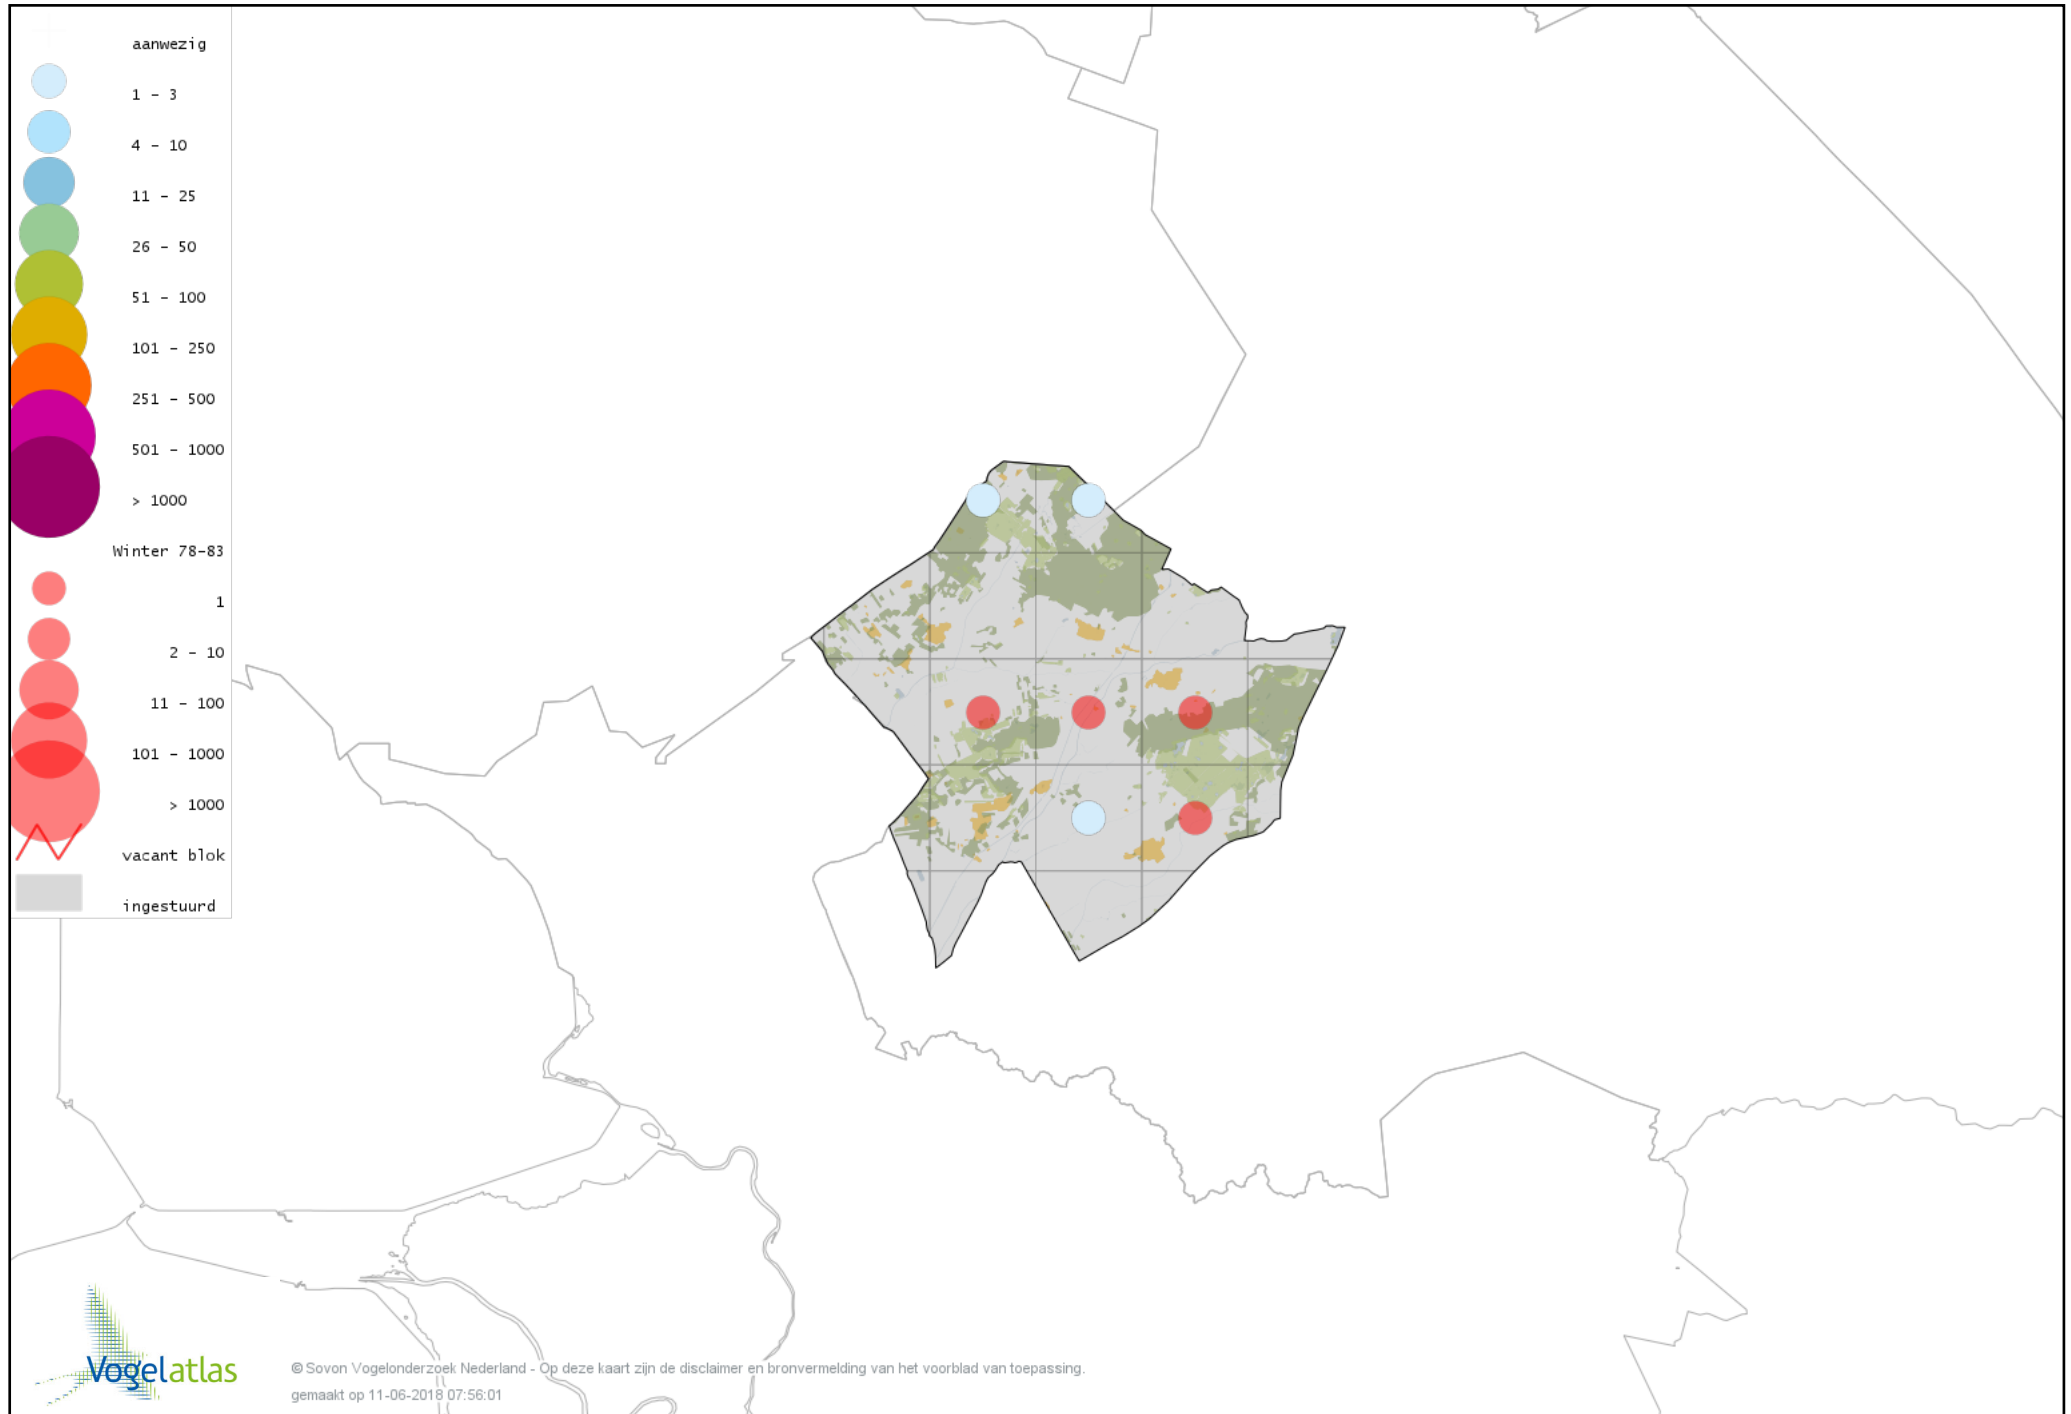 aanwezig
1 – 3
4 – 10
11 – 25
26 – 50
51 – 100
101 – 250
251 – 500
501 – 1000
> 1000
Winter 78-83
1
2 – 10
11 – 100
101 – 1000
> 1000
vacant blok
ingestuurd
Vogelatlas
© Sovon Vogelonderzoek Nederland - Op deze kaart zijn de disclaimer en bronvermelding van het voorblad van toepassing.
gemaakt op 11-06-2018 07:56:01